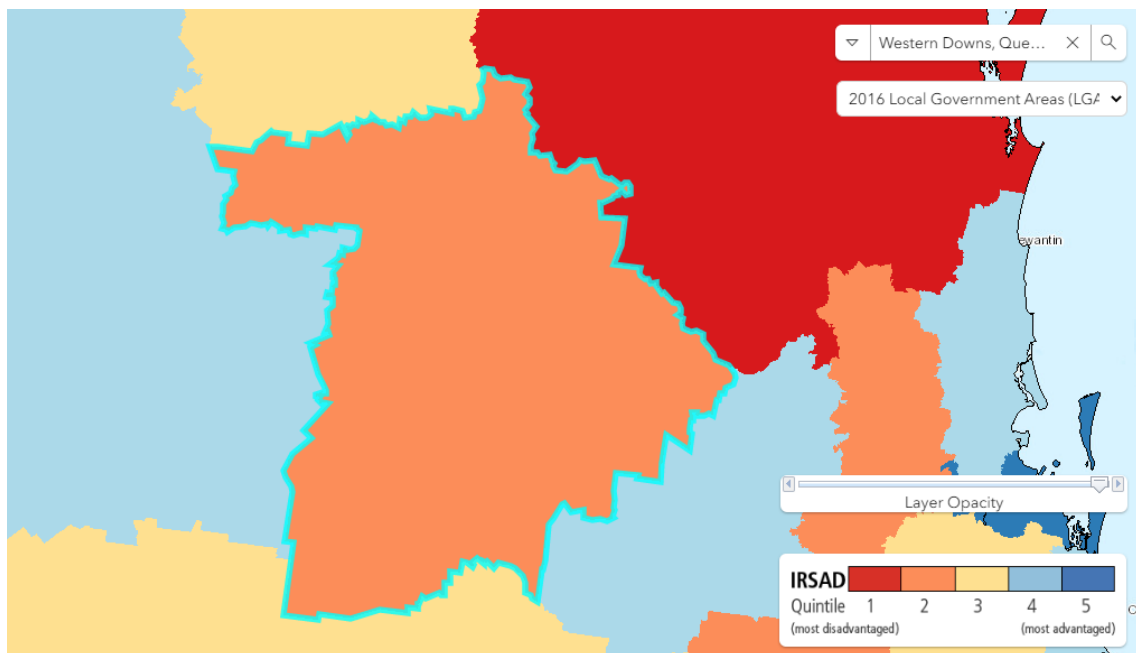 Western Downs, Que...
2016 Local Government Areas (LGA
ewantin
Layer Opacity
IRSAD
Quintile 1 2 3 4 5
(most disadvantaged) (most advantaged)